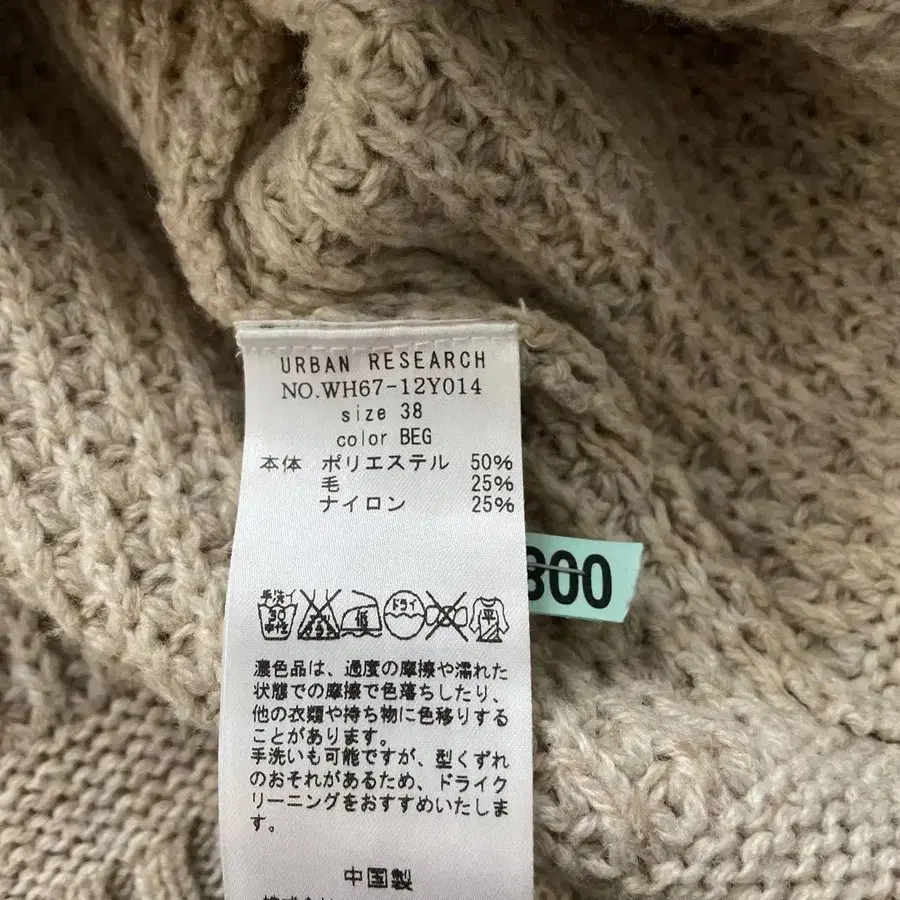 URBAN RESEARCH
NO.WH67-12Y014
size 38
color BEG
本体 ポリエステル 50%
毛 25%
ナイロン 25%
800
手洗イ
30
中性
低
ドライ
平
濃色品は、過度の摩擦や濡れた
状態での摩擦で色落ちしたり、
他の衣類や持ち物に色移りする
ことがあります。
手洗いも可能ですが、型くずれ
のおそれがあるため、ドライク
リーニングをおすすめいたしま
す。
中国製